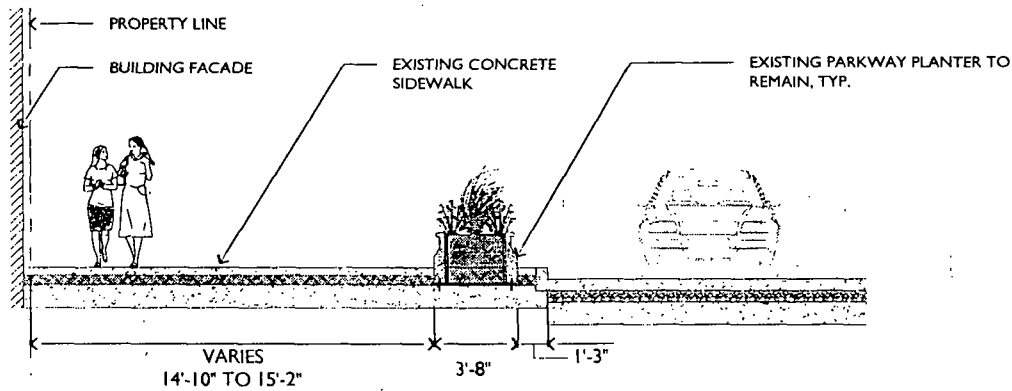 PROPERTY LINE
BUILDING FACADE
EXISTING CONCRETE
SIDEWALK
EXISTING PARKWAY PLANTER TO
REMAIN, TYP.
VARIES
14'-10" TO 15'-2"
3'-8"
1'-3"